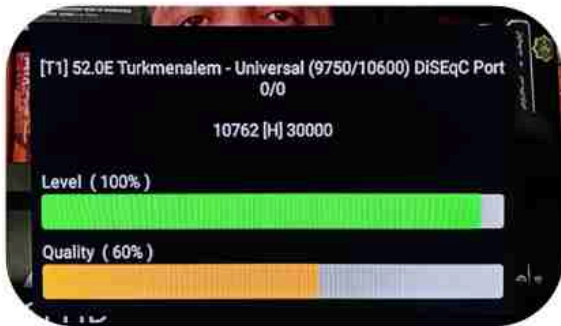 [T1] 52.0E Turkmenalem - Universal (9750/10600) DiSEqC Port
0/0
10762 [H] 30000
Level ( 100% )
Quality ( 60% )